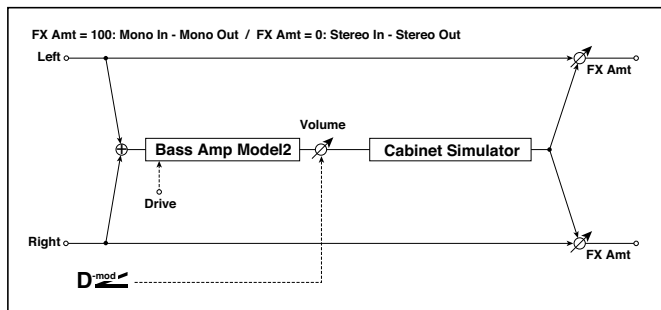 FX Amt = 100: Mono In - Mono Out / FX Amt = 0: Stereo In - Stereo Out
Left
FX Amt
Volume
Bass Amp Model2
Cabinet Simulator
Drive
Right
FX Amt
D-mod